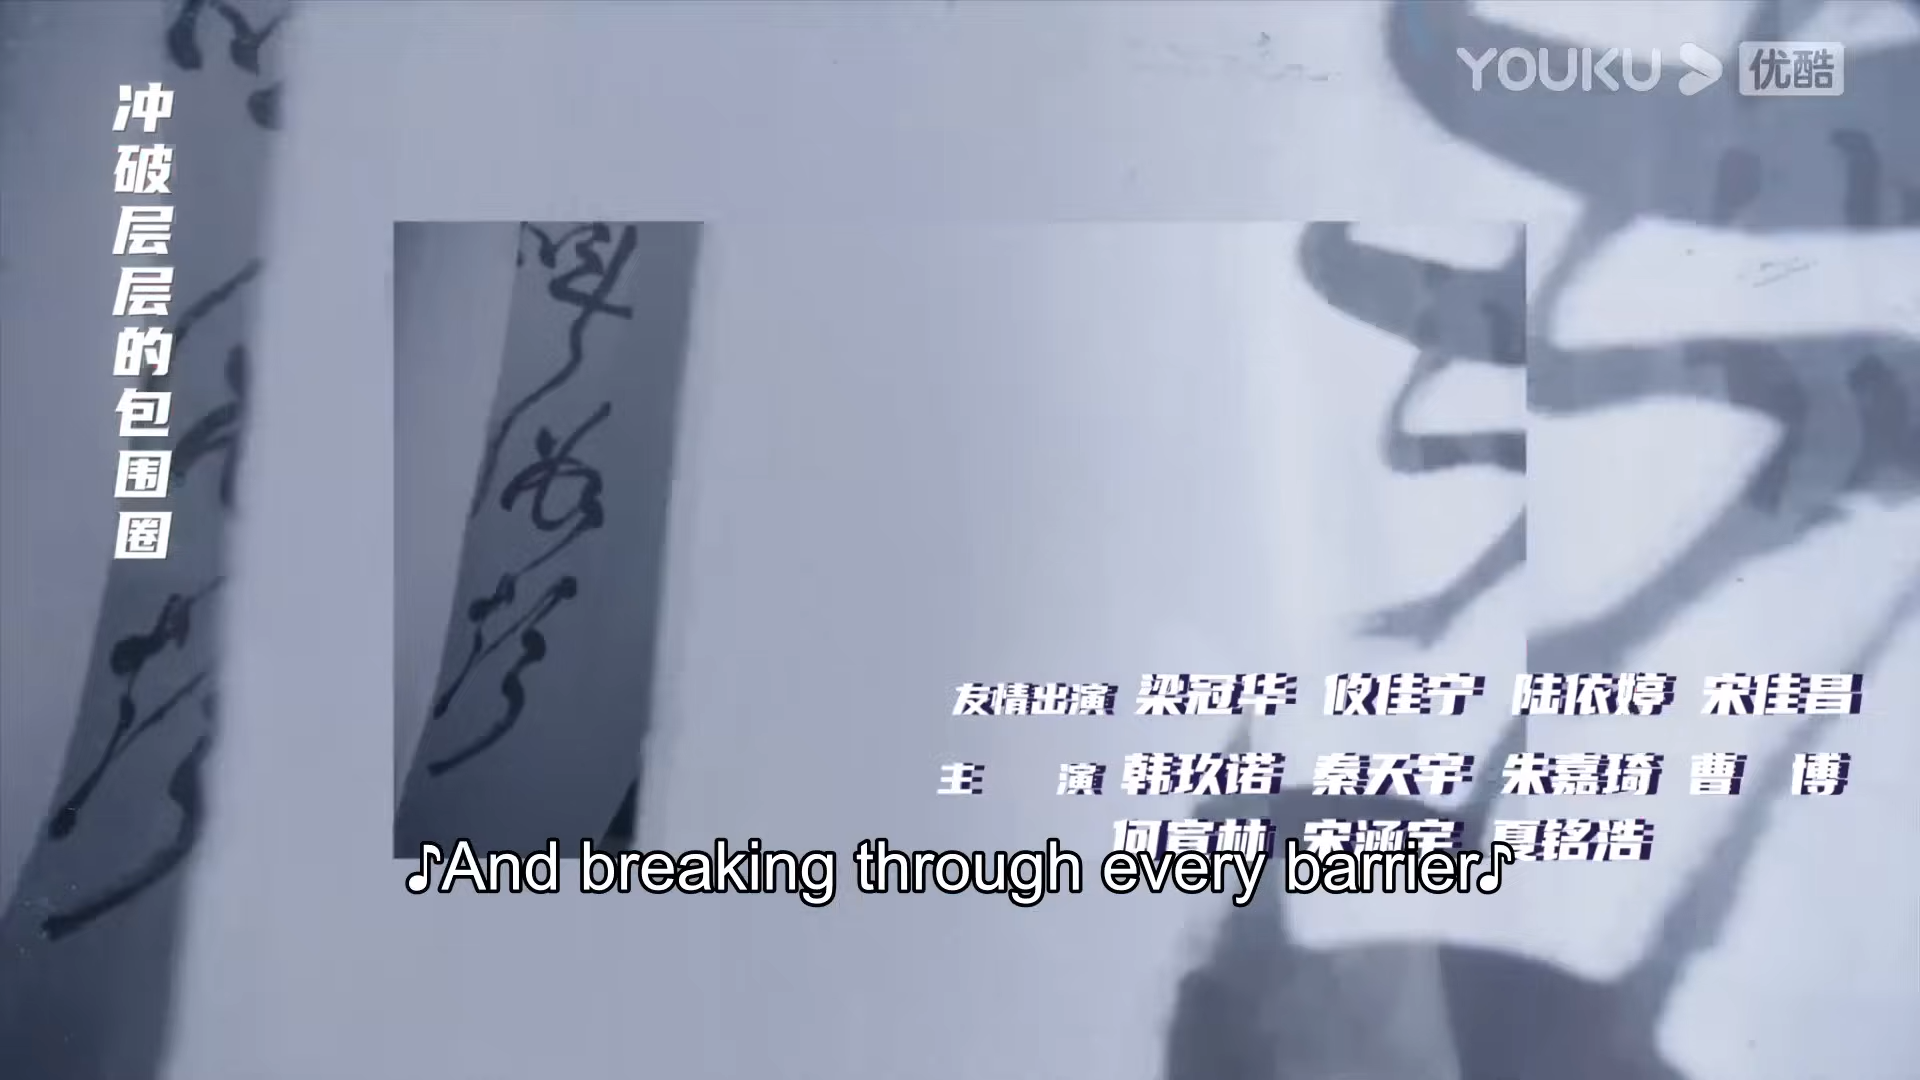 YOUKU 优酷
冲破层层的包围圈
友情出演 梁冠华 攸佳宁 陆依婷 宋佳昌
主 演 韩玖诺 秦天宇 朱嘉琦 曹 博
何宜林 宋涵宇 夏铭浩
♪And breaking through every barrier♪